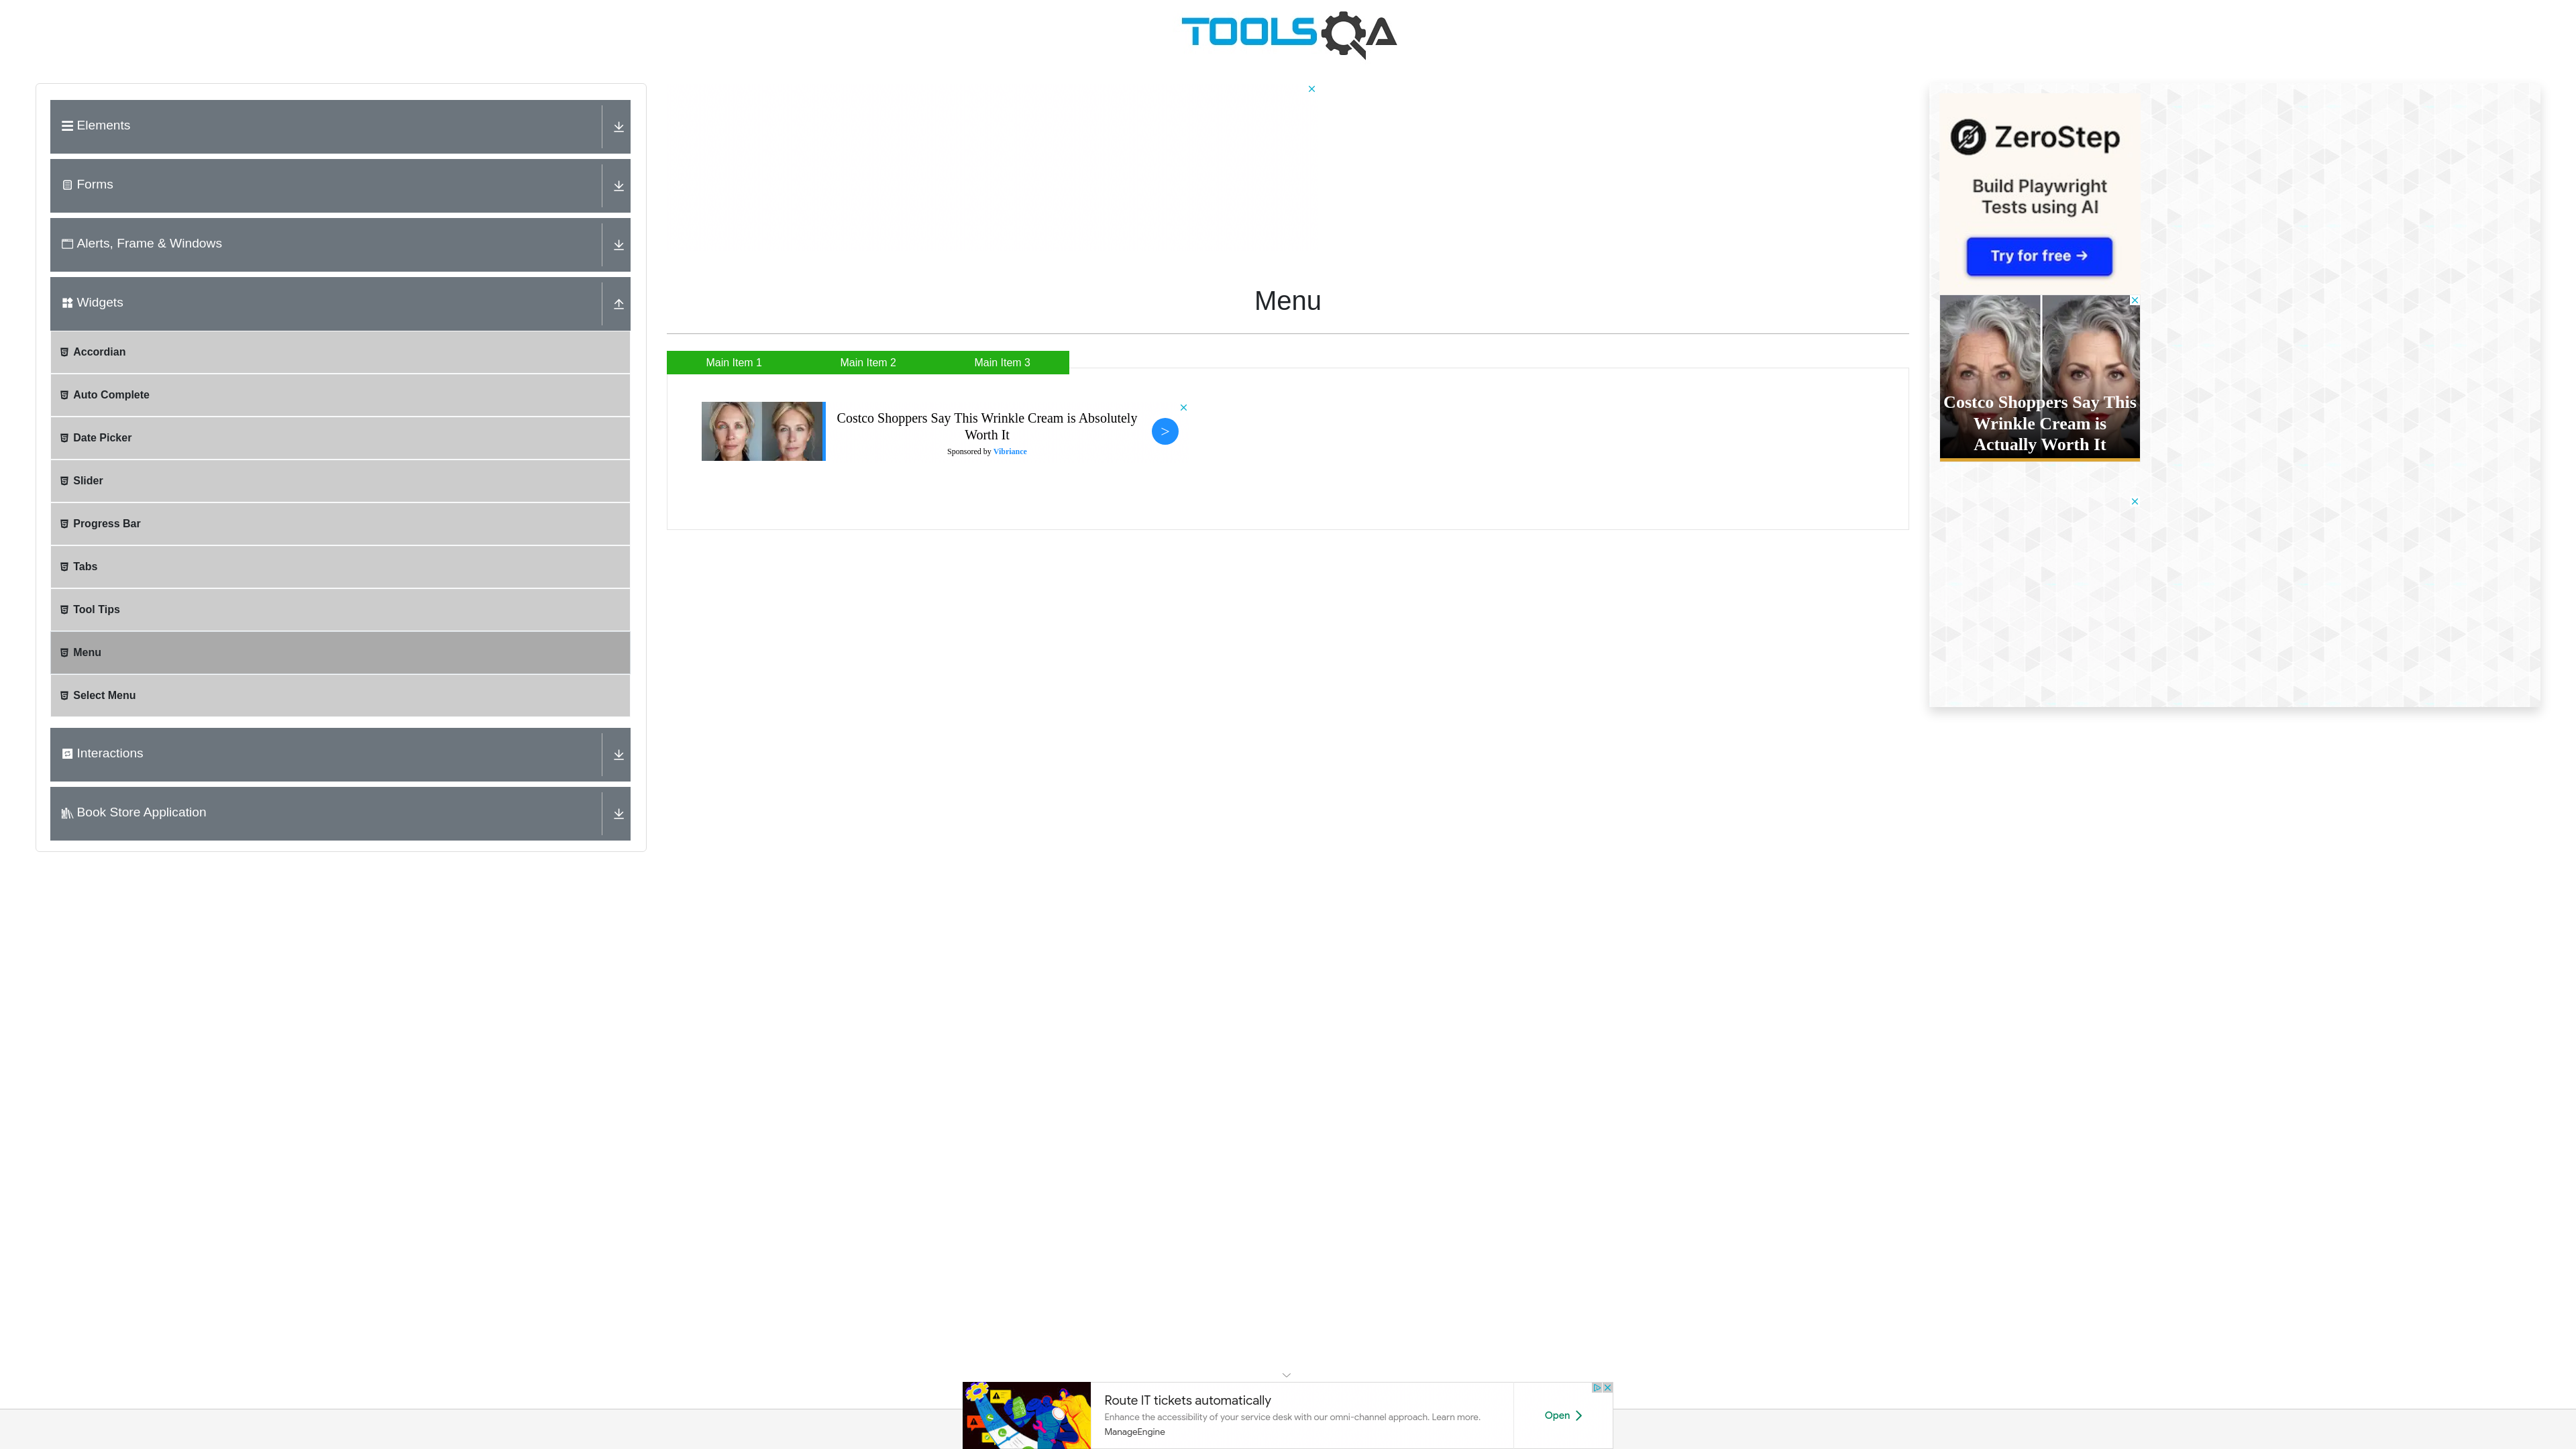 TOOLSQA
Elements
Forms
Alerts, Frame & Windows
Widgets
Accordian
Auto Complete
Date Picker
Slider
Progress Bar
Tabs
Tool Tips
Menu
Select Menu
Interactions
Book Store Application
Menu
Main Item 1
Main Item 2
Main Item 3
Costco Shoppers Say This Wrinkle Cream is Absolutely
Worth It
Sponsored by Vibriance
>
ZeroStep
Build Playwright
Tests using AI
Try for free →
Costco Shoppers Say This
Wrinkle Cream is
Actually Worth It
Route IT tickets automatically
Enhance the accessibility of your service desk with our omni-channel approach. Learn more.
ManageEngine
Open